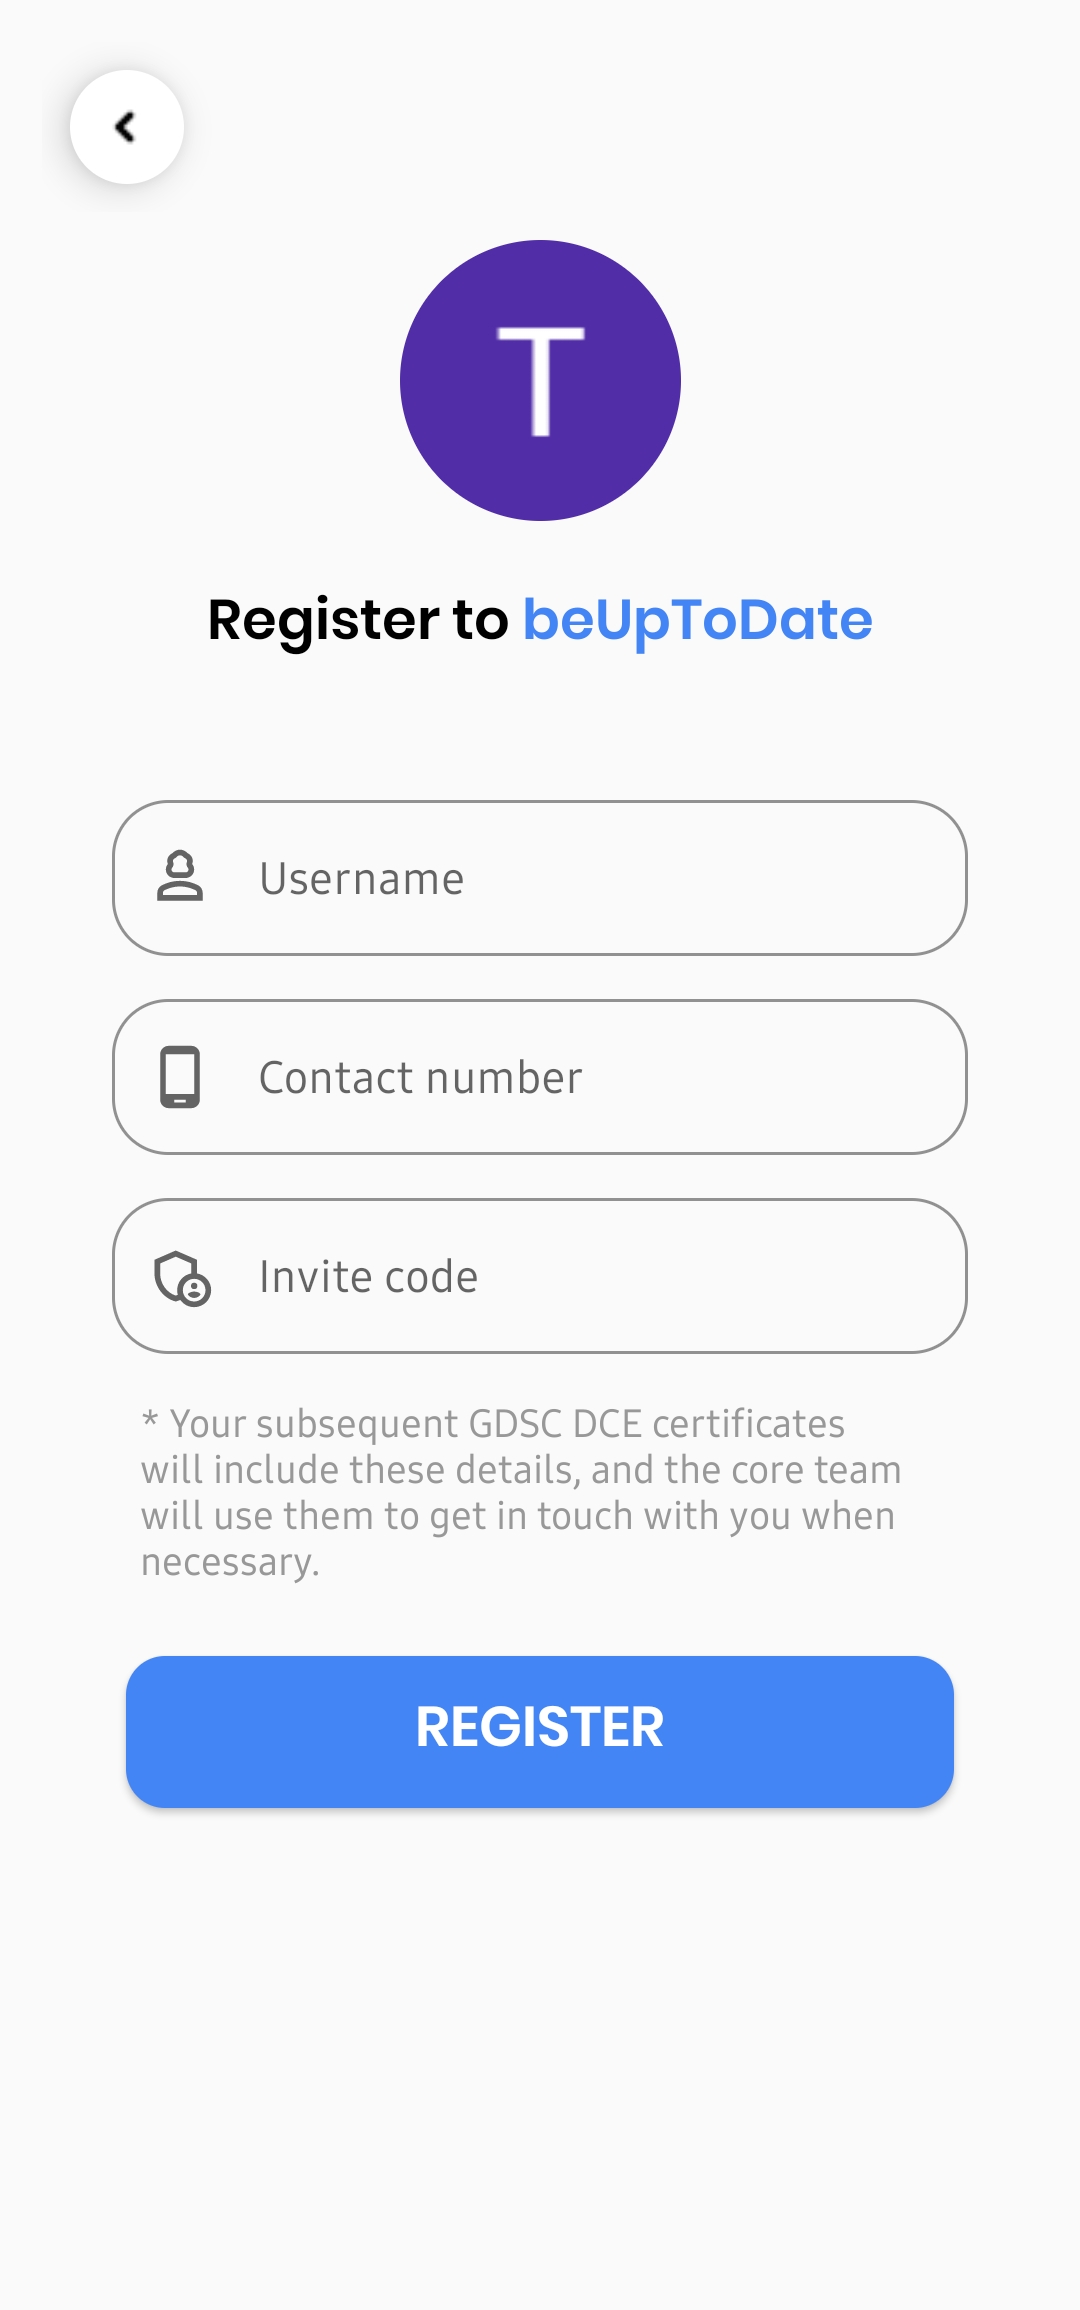 T
Register to beUpToDate
Username
Contact number
Invite code
* Your subsequent GDSC DCE certificates
will include these details, and the core team
will use them to get in touch with you when
necessary.
REGISTER